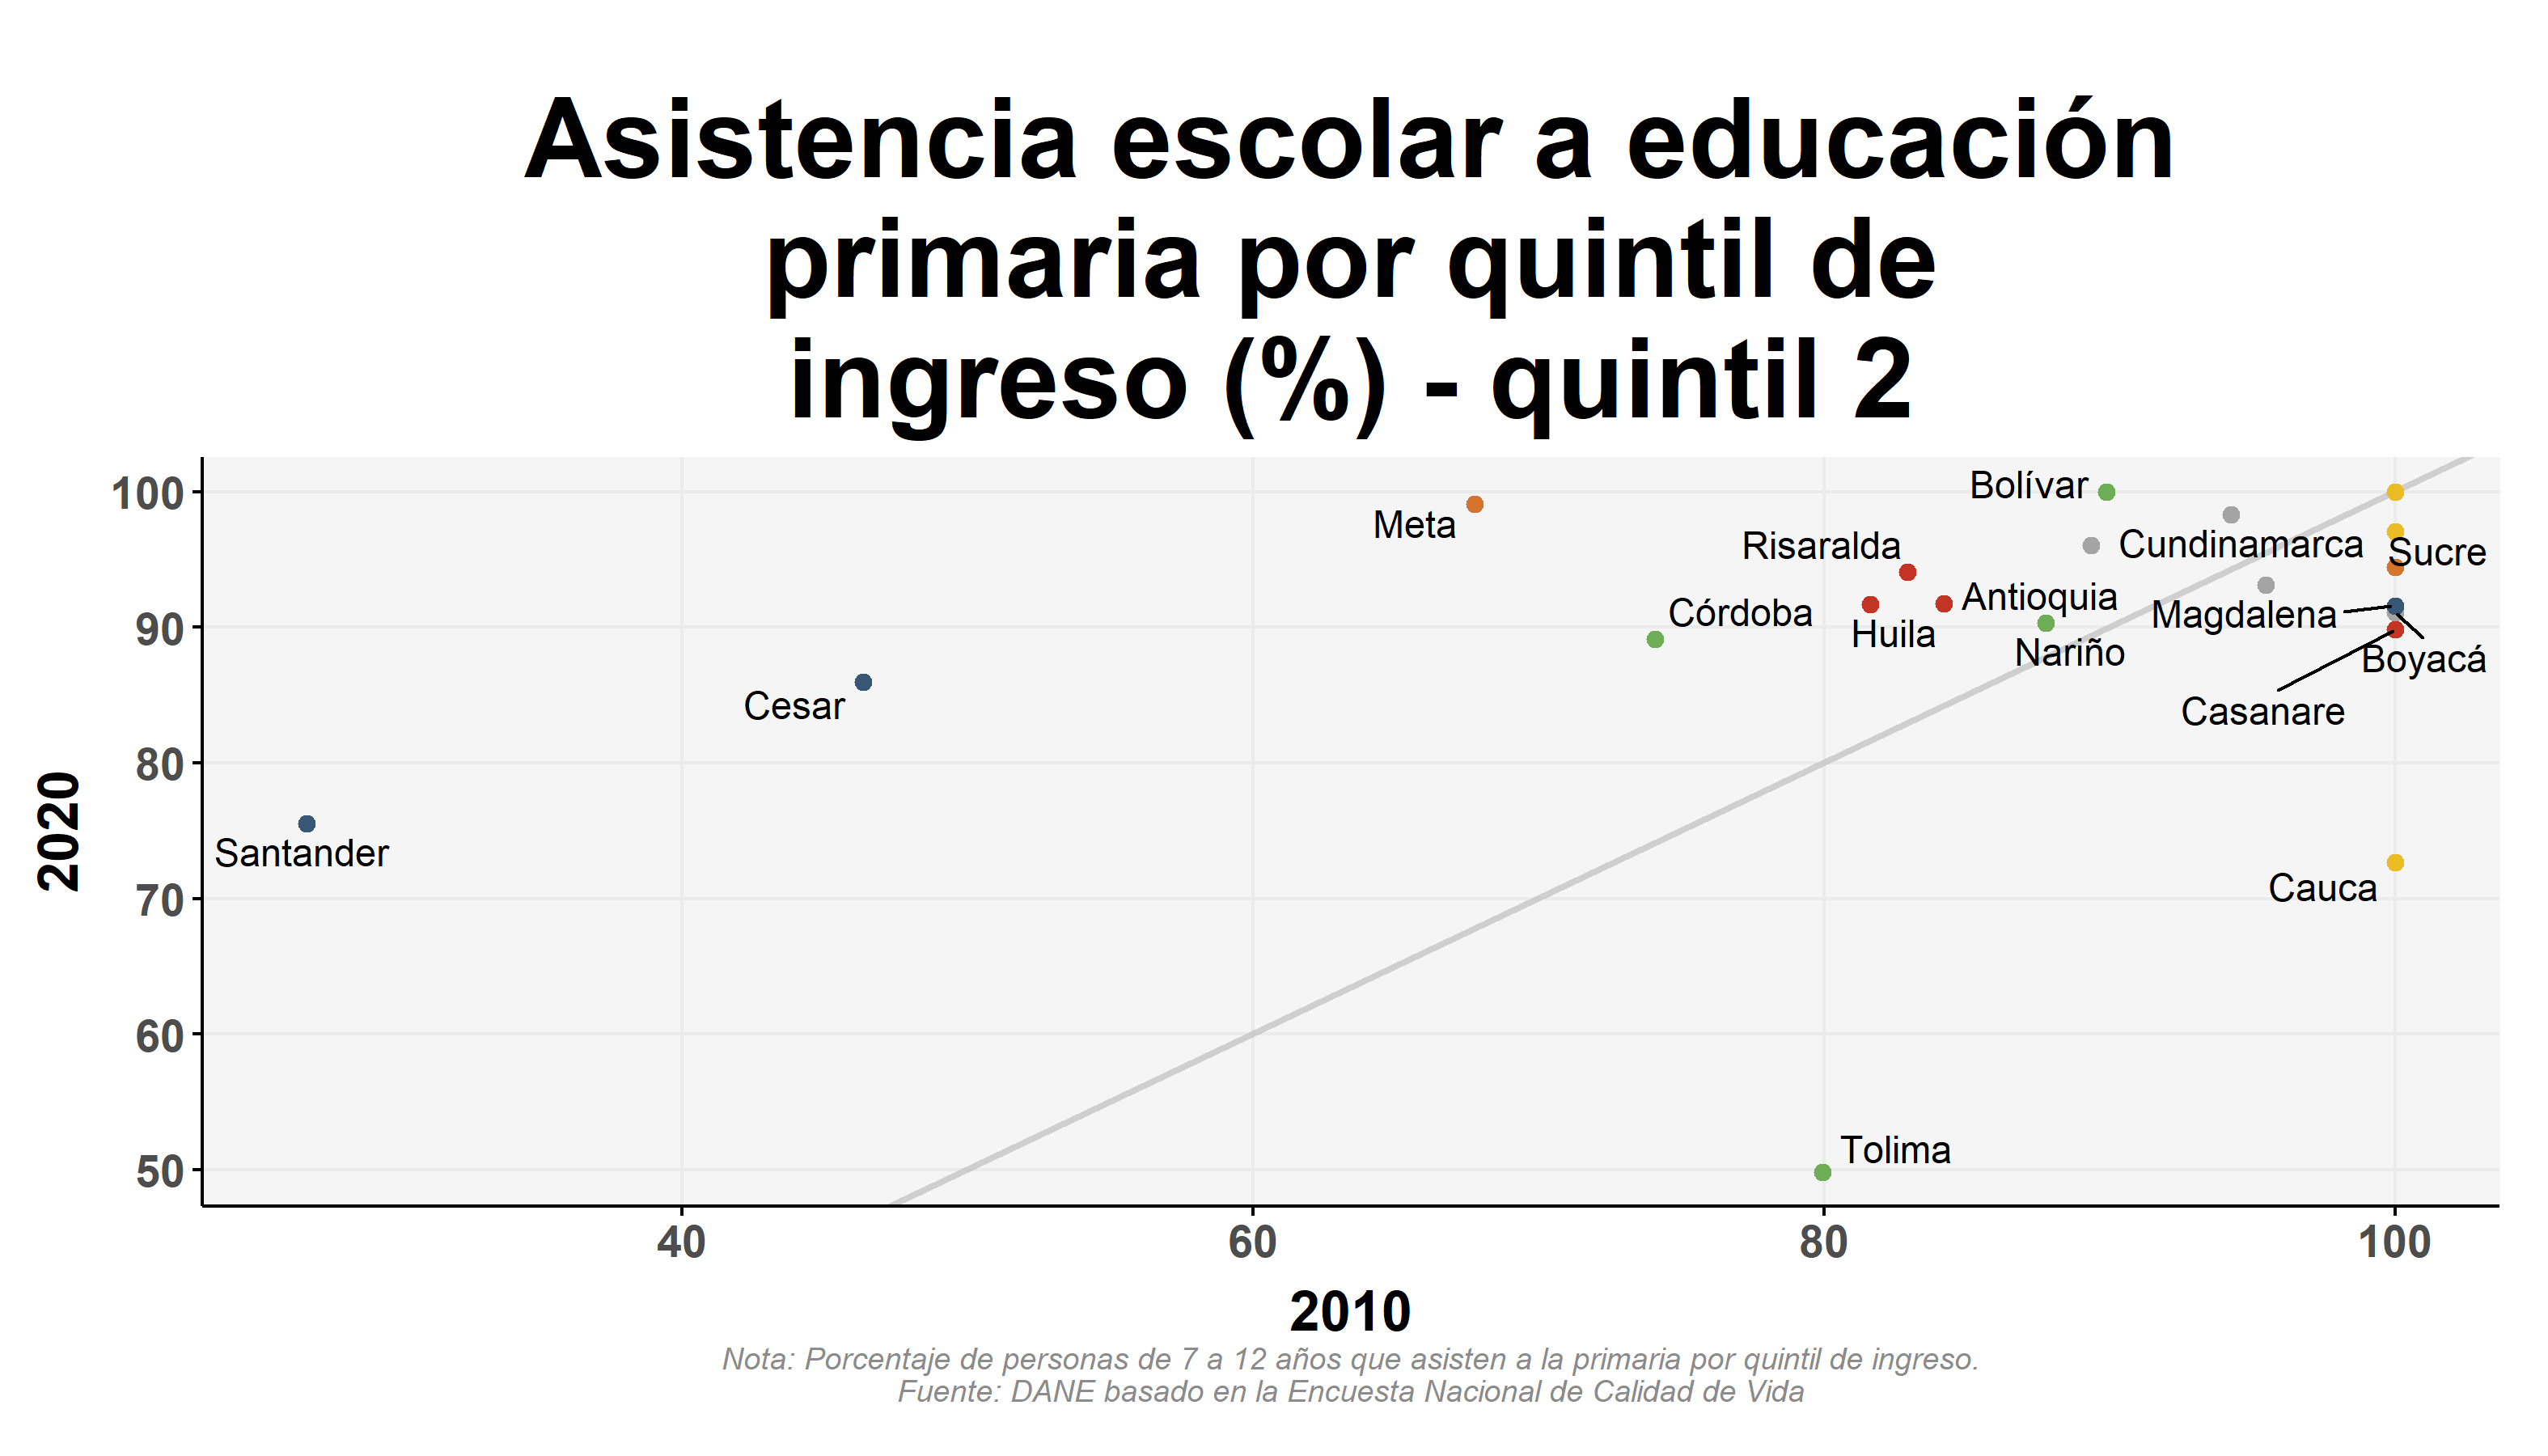 Asistencia escolar a educación
primaria por quintil de
ingreso (%) - quintil 2
2020
100
90
80
70
60
50
Bolívar
Meta
Cundinamarca
Risaralda
Sucre
Antioquia
Córdoba
Magdalena
Huila
Nariño
Boyacá
Cesar
Casanare
Santander
Cauca
Tolima
40
60
80
100
2010
Nota: Porcentaje de personas de 7 a 12 años que asisten a la primaria por quintil de ingreso.
Fuente: DANE basado en la Encuesta Nacional de Calidad de Vida